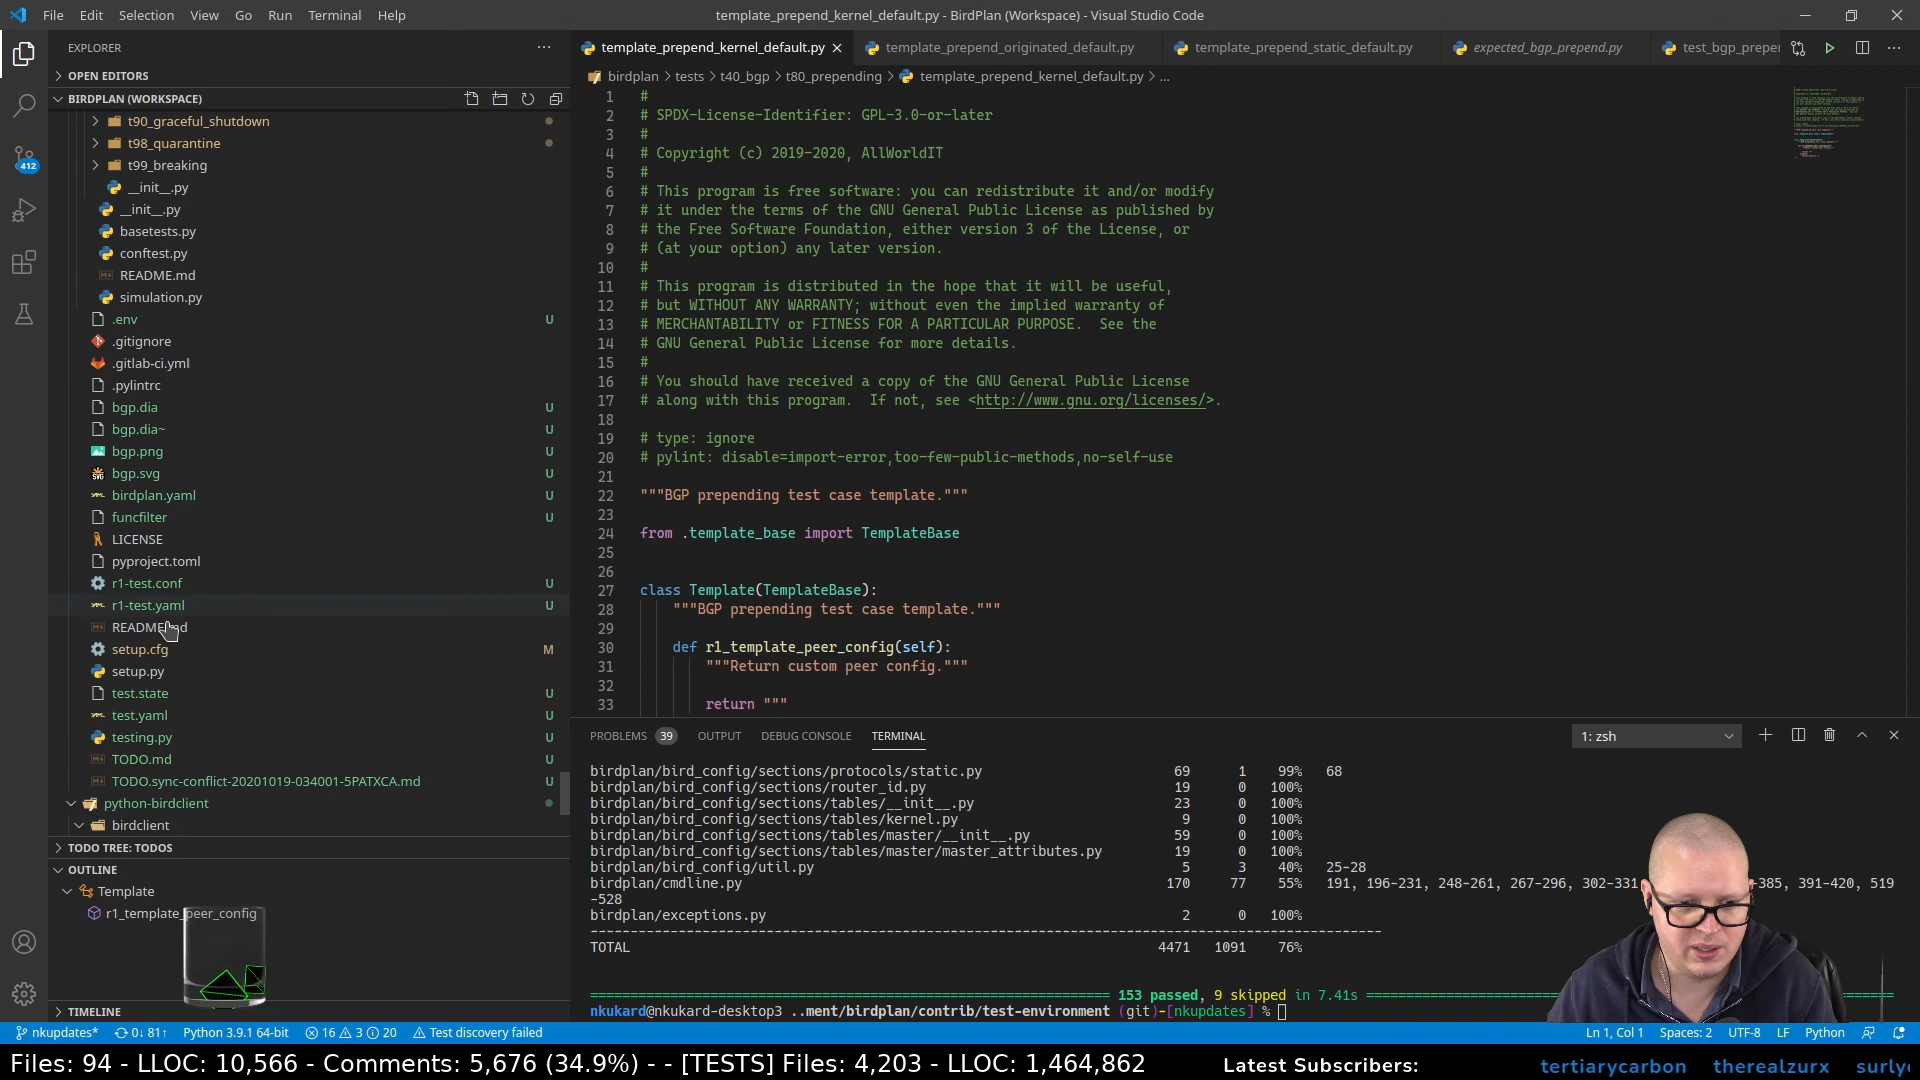 File Edit Selection View Go Run Terminal Help
template_prepend_kernel_default.py - BirdPlan (Workspace) - Visual Studio Code
EXPLORER
OPEN EDITORS
BIRDPLAN (WORKSPACE)
t90_graceful_shutdown
t98_quarantine
t99_breaking
__init__.py
__init__.py
basetests.py
conftest.py
README.md
simulation.py
.env U
.gitignore
.gitlab-ci.yml
.pylintrc
bgp.dia U
bgp.dia~ U
bgp.png U
bgp.svg U
birdplan.yaml U
funcfilter U
LICENSE
pyproject.toml
r1-test.conf U
r1-test.yaml U
README.md
setup.cfg M
setup.py
test.state U
test.yaml U
testing.py U
TODO.md U
TODO.sync-conflict-20201019-034001-5PATXCA.md U
python-birdclient
birdclient
TODO TREE: TODOS
OUTLINE
Template
r1_template_peer_config
TIMELINE
412
template_prepend_kernel_default.py template_prepend_originated_default.py template_prepend_static_default.py expected_bgp_prepend.py test_bgp_prepe
birdplan > tests > t40_bgp > t80_prepending > template_prepend_kernel_default.py > ...
1 #
2 # SPDX-License-Identifier: GPL-3.0-or-later
3 #
4 # Copyright (c) 2019-2020, AllWorldIT
5 #
6 # This program is free software: you can redistribute it and/or modify
7 # it under the terms of the GNU General Public License as published by
8 # the Free Software Foundation, either version 3 of the License, or
9 # (at your option) any later version.
10 #
11 # This program is distributed in the hope that it will be useful,
12 # but WITHOUT ANY WARRANTY; without even the implied warranty of
13 # MERCHANTABILITY or FITNESS FOR A PARTICULAR PURPOSE.  See the
14 # GNU General Public License for more details.
15 #
16 # You should have received a copy of the GNU General Public License
17 # along with this program.  If not, see <http://www.gnu.org/licenses/>.
18
19 # type: ignore
20 # pylint: disable=import-error,too-few-public-methods,no-self-use
21
22 """BGP prepending test case template."""
23
24 from .template_base import TemplateBase
25
26
27 class Template(TemplateBase):
28 """BGP prepending test case template."""
29
30 def r1_template_peer_config(self):
31 """Return custom peer config."""
32
33 return """
PROBLEMS 39 OUTPUT DEBUG CONSOLE TERMINAL 1: zsh
birdplan/bird_config/sections/protocols/static.py 69 1 99% 68
birdplan/bird_config/sections/router_id.py 19 0 100%
birdplan/bird_config/sections/tables/__init__.py 23 0 100%
birdplan/bird_config/sections/tables/kernel.py 9 0 100%
birdplan/bird_config/sections/tables/master/__init__.py 59 0 100%
birdplan/bird_config/sections/tables/master/master_attributes.py 19 0 100%
birdplan/bird_config/util.py 5 3 40% 25-28
birdplan/cmdline.py 170 77 55% 191, 196-231, 248-261, 267-296, 302-331 -385, 391-420, 519
-528
birdplan/exceptions.py 2 0 100%
TOTAL 4471 1091 76%
153 passed, 9 skipped in 7.41s
nkukard@nkukard-desktop3 ..ment/birdplan/contrib/test-environment (git)-[nkupdates] %
nkupdates* 0↓ 81↑ Python 3.9.1 64-bit 16 3 20 Test discovery failed Ln 1, Col 1 Spaces: 2 UTF-8 LF Python
Files: 94 - LLOC: 10,566 - Comments: 5,676 (34.9%) - - [TESTS] Files: 4,203 - LLOC: 1,464,862 Latest Subscribers: tertiarycarbon therealzurx surly